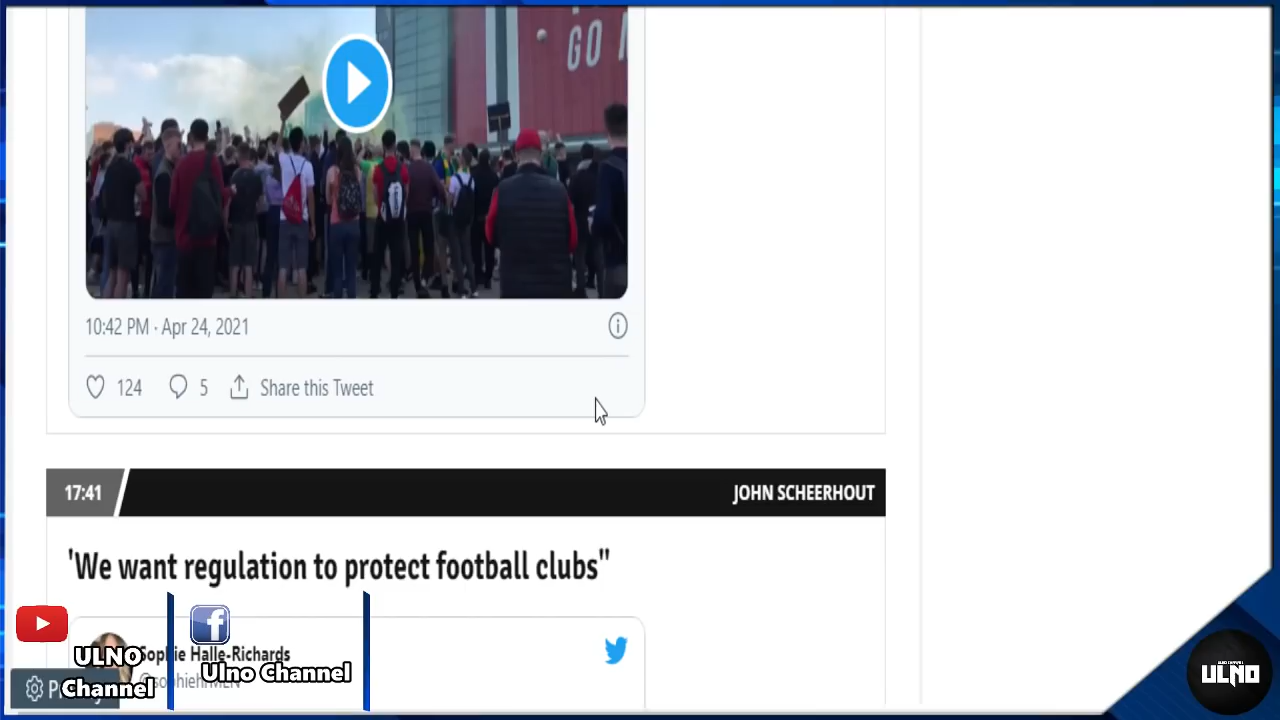 GO
10:42 PM · Apr 24, 2021
124
5
Share this Tweet
17:41
JOHN SCHEERHOUT
'We want regulation to protect football clubs"
Sophie Halle-Richards
ULNO
Channel
Ulno Channel
ULNO